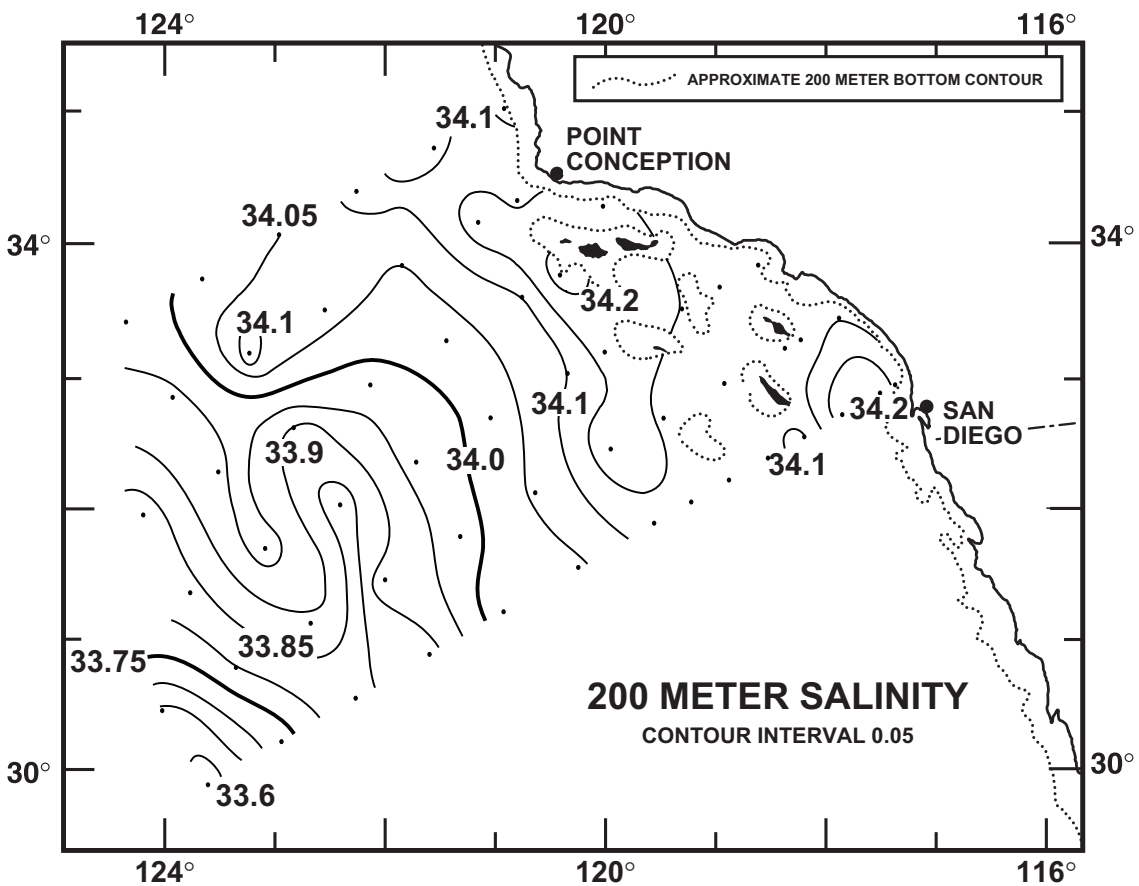 124° 120° 116°
APPROXIMATE 200 METER BOTTOM CONTOUR
34.1
POINT
CONCEPTION
34.05
34° 34°
34.2
34.1
34.1
34.2
SAN
DIEGO
33.9
34.0
34.1
33.85
33.75
200 METER SALINITY
CONTOUR INTERVAL 0.05
30° 30°
33.6
124° 120° 116°